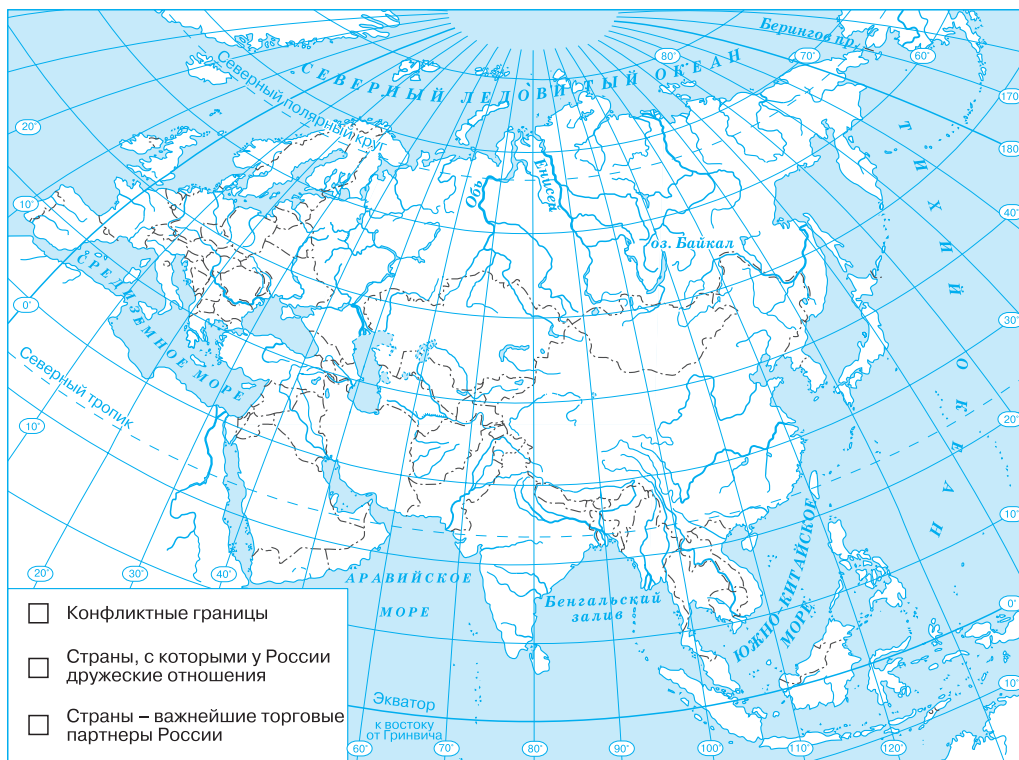 Берингов пр.
80°
70°
60°
170
180
СЕВЕРНЫЙ ЛЕДОВИТЫЙ ОКЕАН
Северный полярный круг
20°
10°
0°
10°
Обь
Енисей
оз. Байкал
ТИХИЙ ОКЕАН
40°
30°
20°
10°
0°
10°
СРЕДИЗЕМНОЕ МОРЕ
Северный тропик
20°
30°
40°
АРАВИЙСКОЕ
МОРЕ
Бенгальский
залив
ЮЖНО-КИТАЙСКОЕ
МОРЕ
Экватор
к востоку
от Гринвича
60°
70°
80°
90°
100°
110°
120°
Конфликтные границы
Страны, с которыми у России
дружеские отношения
Страны – важнейшие торговые
партнеры России